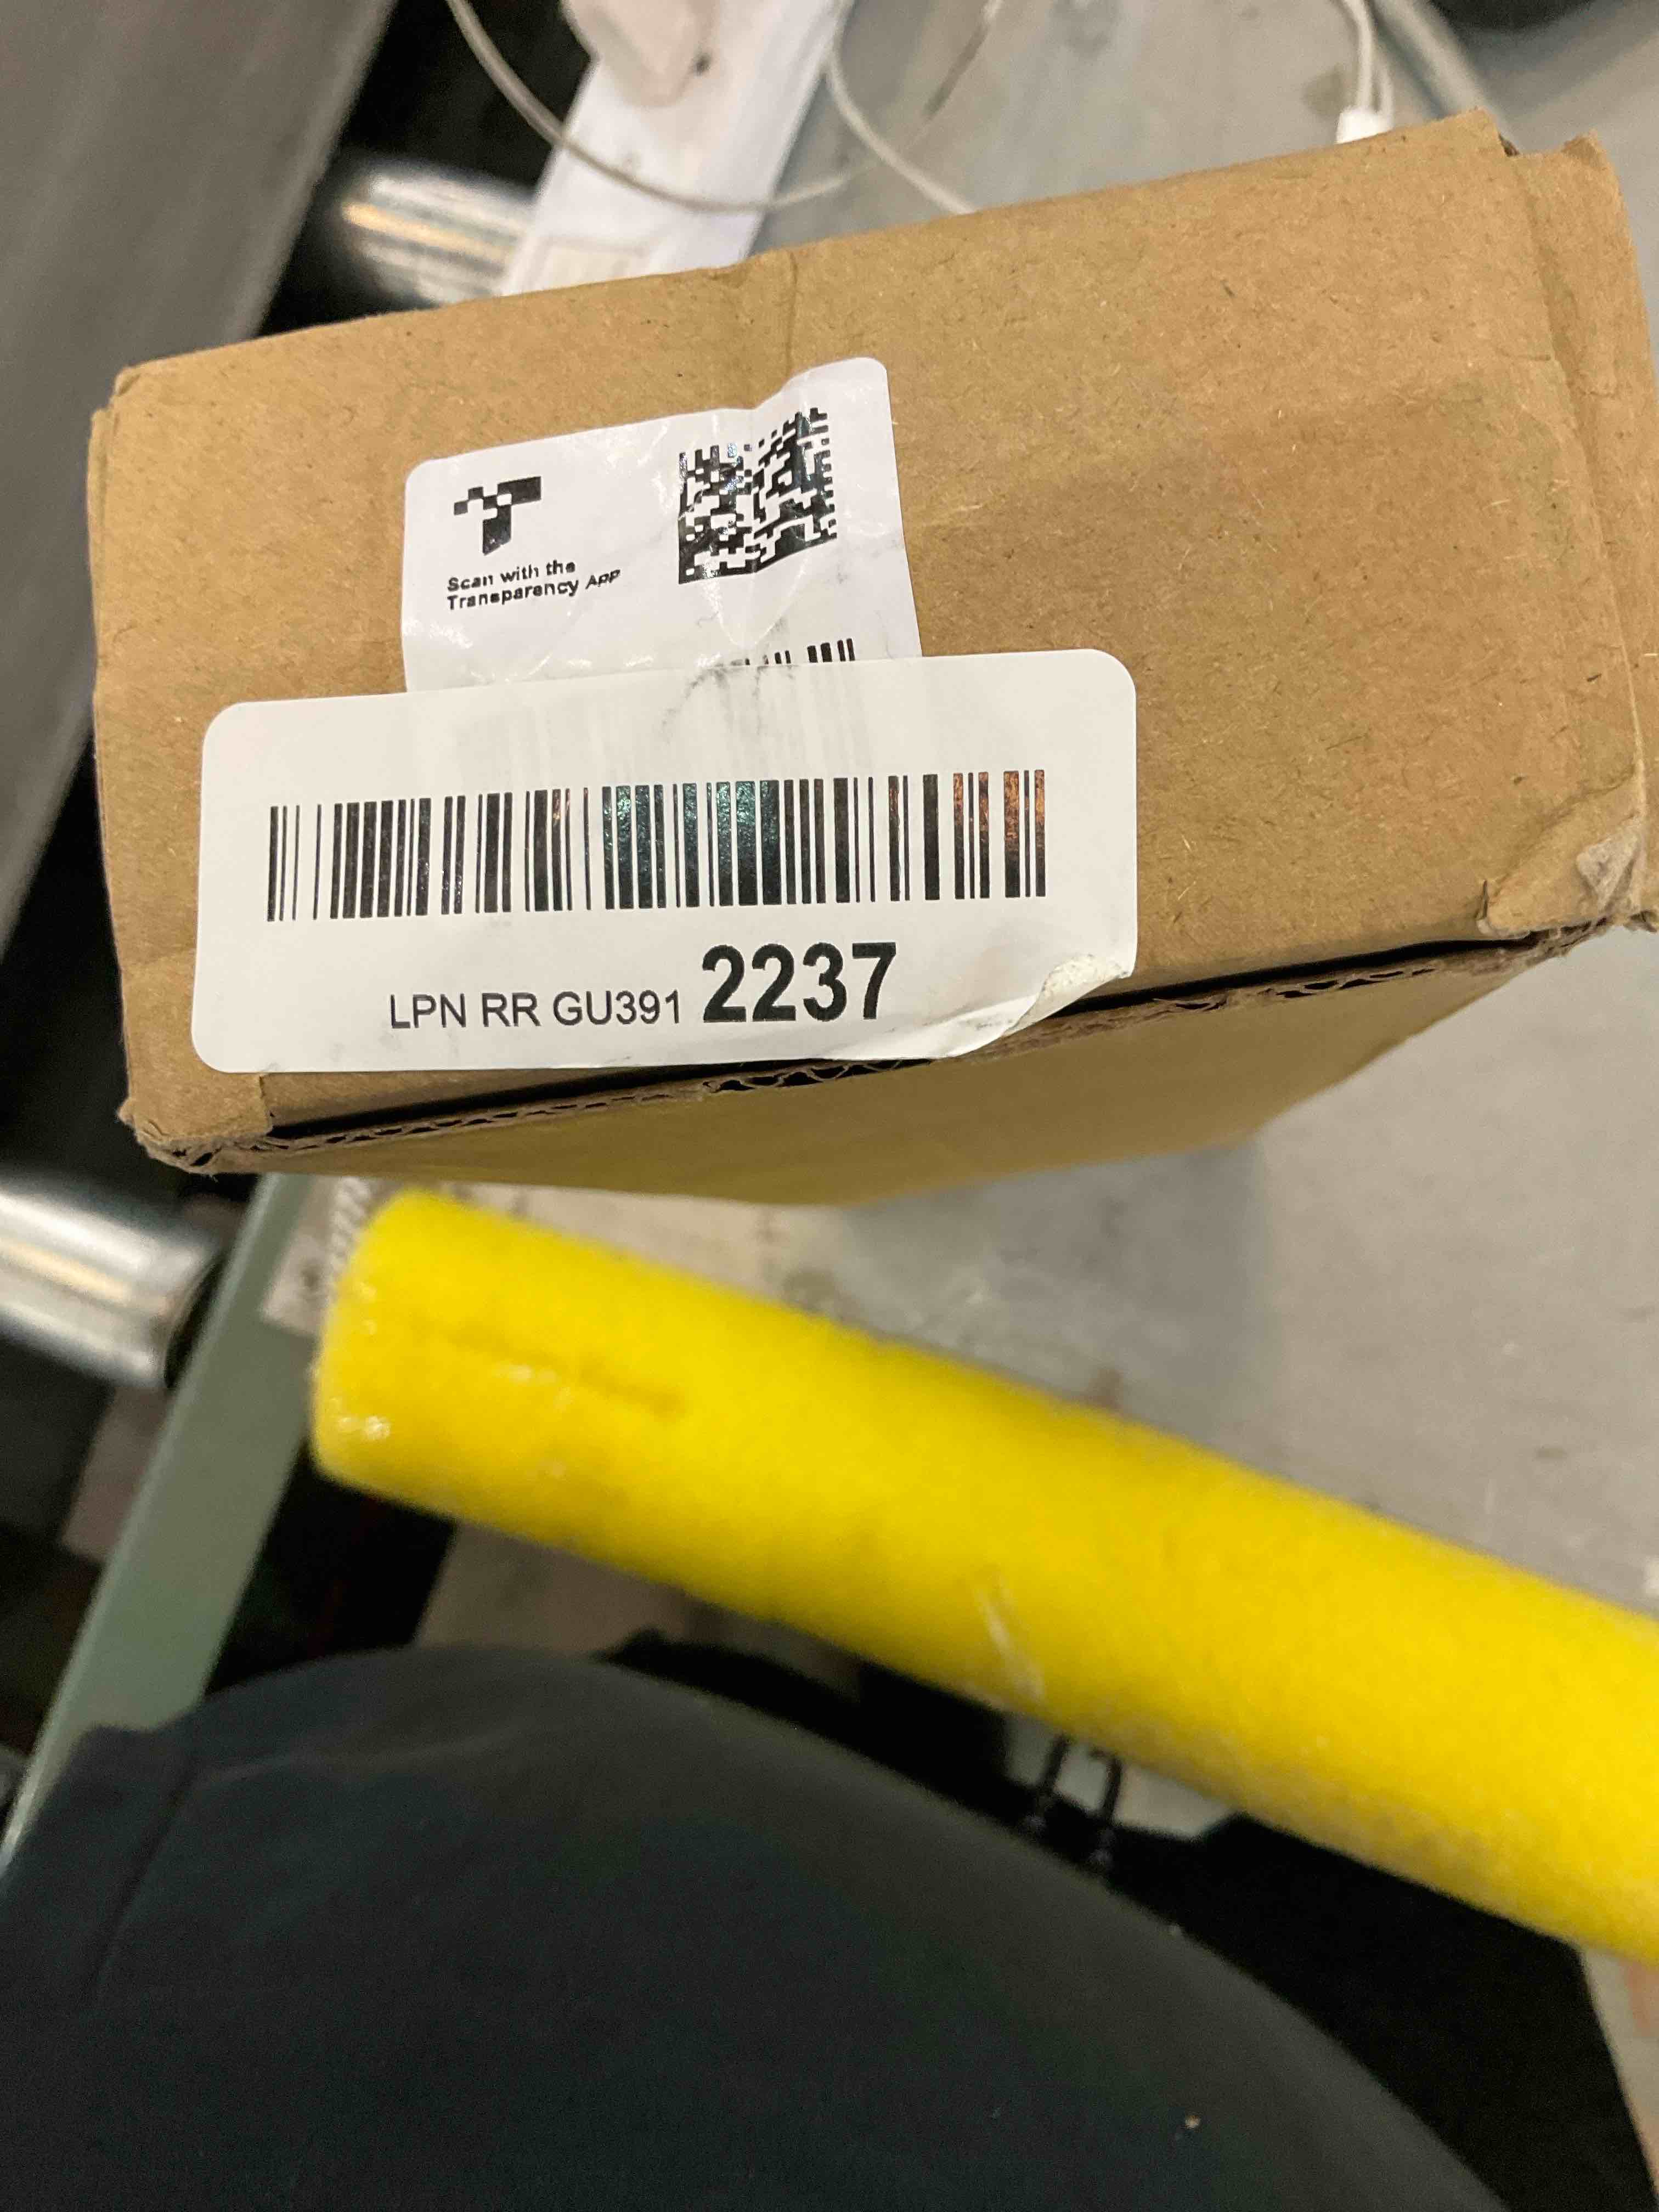 Scan with the
Transparency App
LPN RR GU391 2237